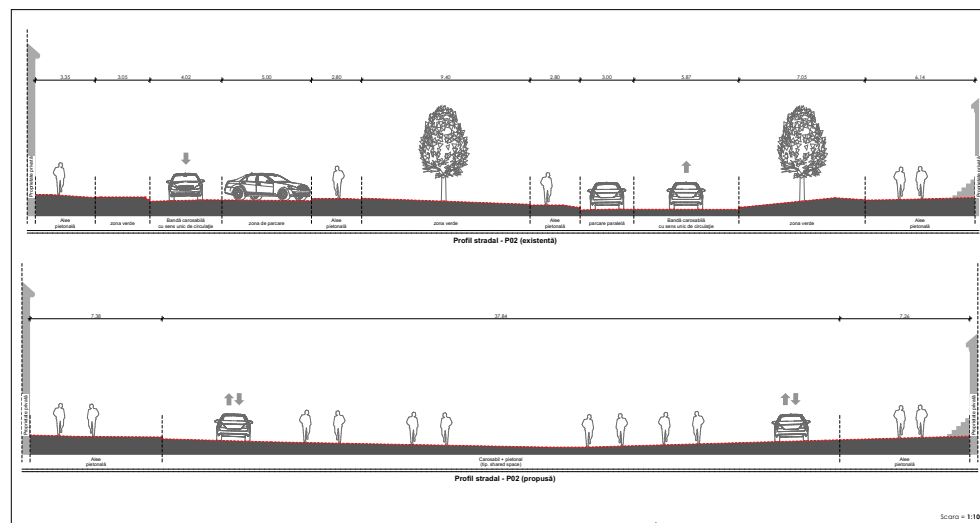 3.35 3.05 4.02 5.00 2.80 9.40 2.80 3.00 5.87 7.05 6.14
Proprietate privată
Alee pietonală
zona verde
Bandă carosabilă
cu sens unic de circulație
zona de parcare
Alee
pietonală
zona verde
Alee
pietonală
parcare paralelă
Bandă carosabilă
cu sens unic de circulație
zona verde
Alee
pietonală
Profil stradal - P02 (existentă)
7.38 37.84 7.26
Proprietate privată
Proprietate privată
Alee
pietonală
Carosabil + pietonal
(tip. shared space)
Alee
pietonală
Profil stradal - P02 (propusă)
Scara = 1:10